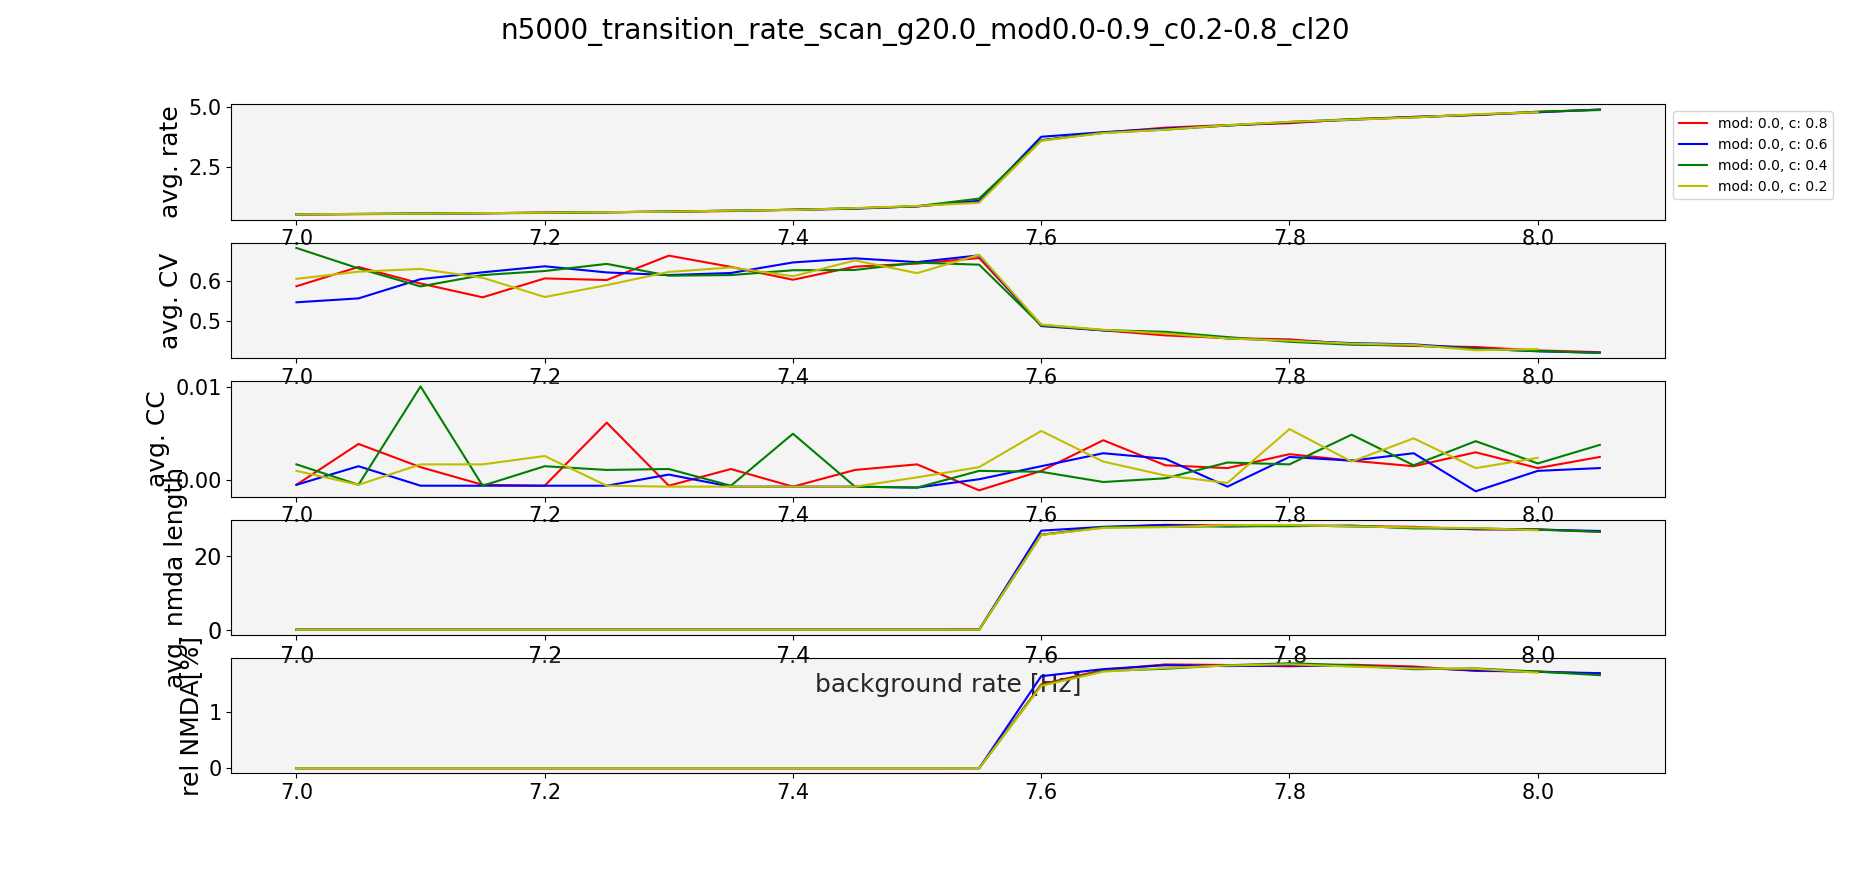 n5000_transition_rate_scan_g20.0_mod0.0-0.9_c0.2-0.8_cl20
avg. rate
5.0
2.5
7.0 7.2 7.4 7.6 7.8 8.0
mod: 0.0, c: 0.8
mod: 0.0, c: 0.6
mod: 0.0, c: 0.4
mod: 0.0, c: 0.2
avg. CV
0.6
0.5
7.0 7.2 7.4 7.6 7.8 8.0
avg. CC
0.01
0.00
7.0 7.2 7.4 7.6 7.8 8.0
avg. nmda length
20
0
7.0 7.2 7.4 7.6 7.8 8.0
background rate [Hz]
rel NMDA[%]
1
0
7.0 7.2 7.4 7.6 7.8 8.0